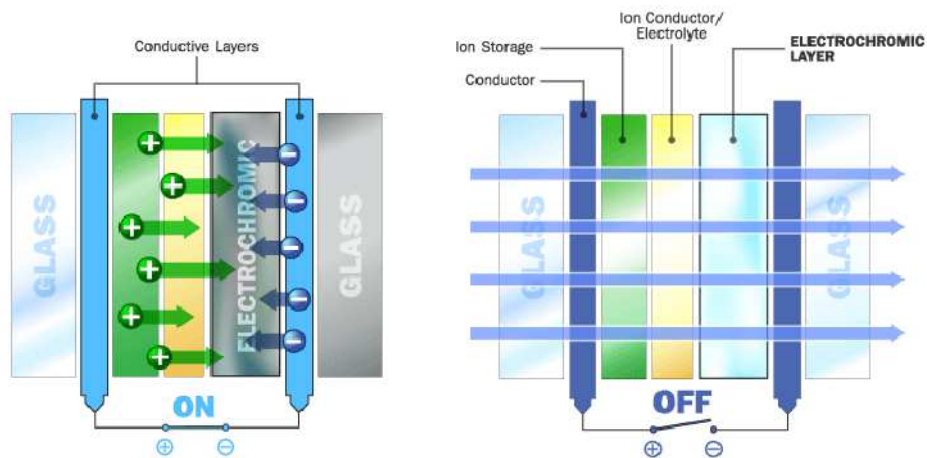 Conductive Layers
GLASS
ELECTROCHROMIC
GLASS
ON
Ion Conductor/
Electrolyte
Ion Storage
ELECTROCHROMIC
LAYER
Conductor
GLASS
GLASS
OFF